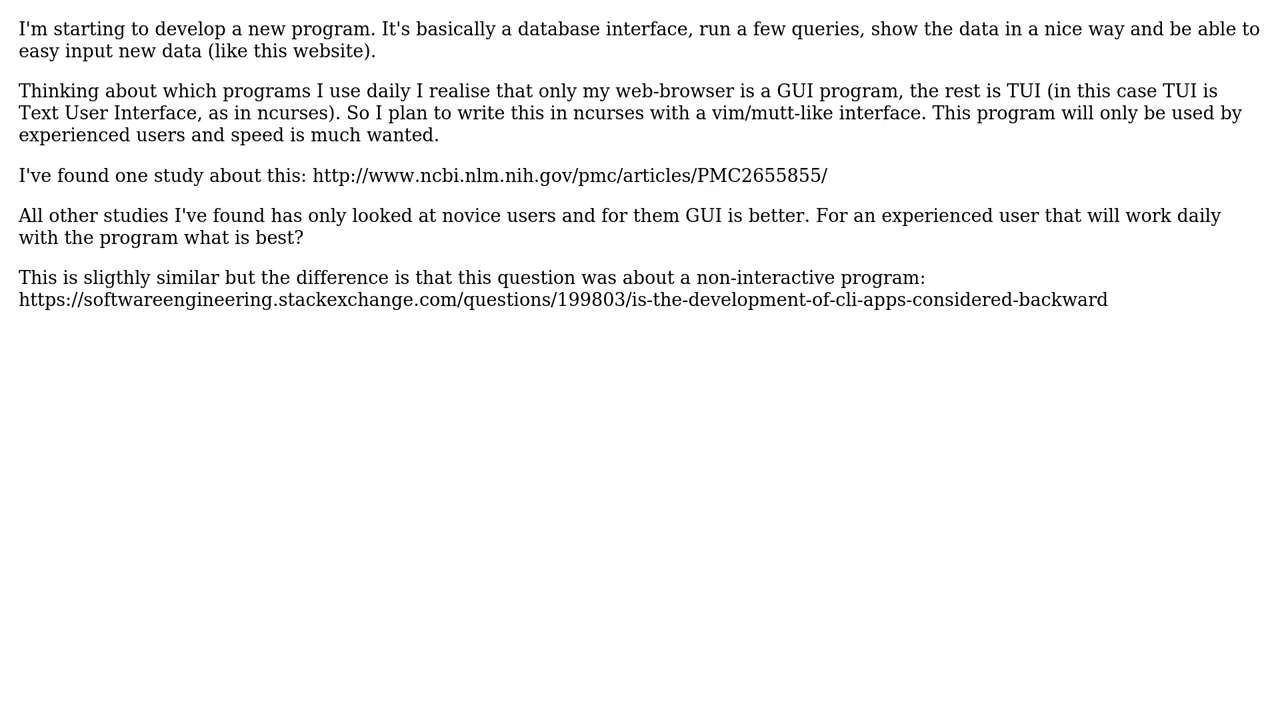 I'm starting to develop a new program. It's basically a database interface, run a few queries, show the data in a nice way and be able to
easy input new data (like this website).
Thinking about which programs I use daily I realise that only my web-browser is a GUI program, the rest is TUI (in this case TUI is
Text User Interface, as in ncurses). So I plan to write this in ncurses with a vim/mutt-like interface. This program will only be used by
experienced users and speed is much wanted.
I've found one study about this: http://www.ncbi.nlm.nih.gov/pmc/articles/PMC2655855/
All other studies I've found has only looked at novice users and for them GUI is better. For an experienced user that will work daily
with the program what is best?
This is sligthly similar but the difference is that this question was about a non-interactive program:
https://softwareengineering.stackexchange.com/questions/199803/is-the-development-of-cli-apps-considered-backward